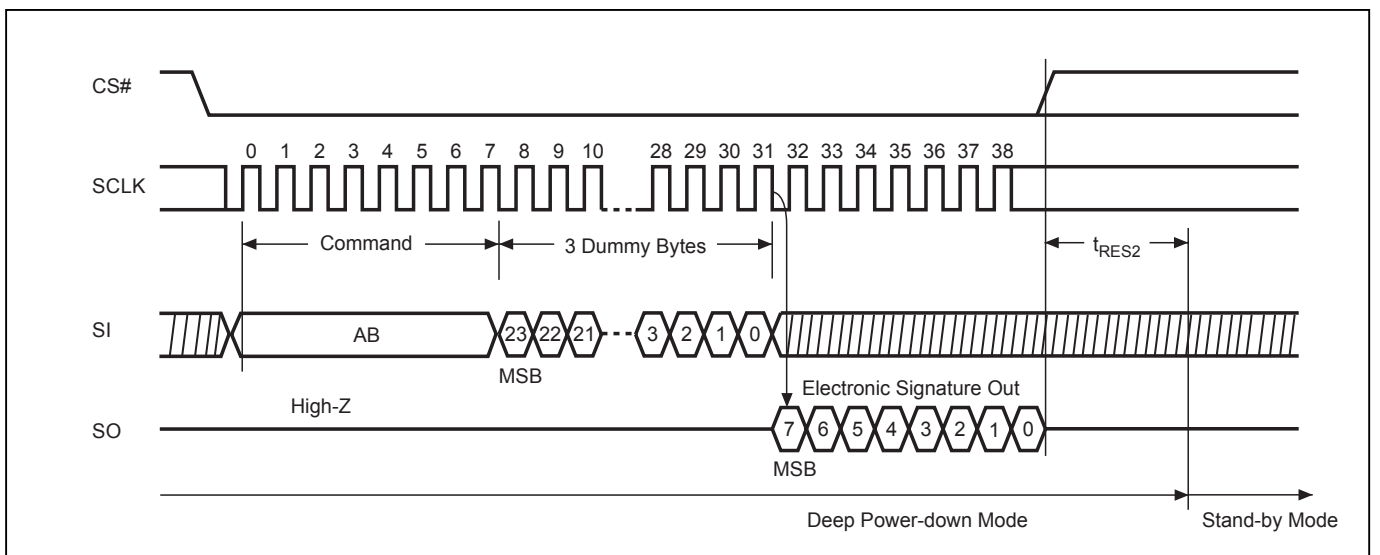 CS#
0 1 2 3 4 5 6 7 8 9 10 28 29 30 31 32 33 34 35 36 37 38
SCLK
Command 3 Dummy Bytes tRES2
SI AB 23 22 21 3 2 1 0
MSB
Electronic Signature Out
High-Z
SO 7 6 5 4 3 2 1 0
MSB
Deep Power-down Mode Stand-by Mode